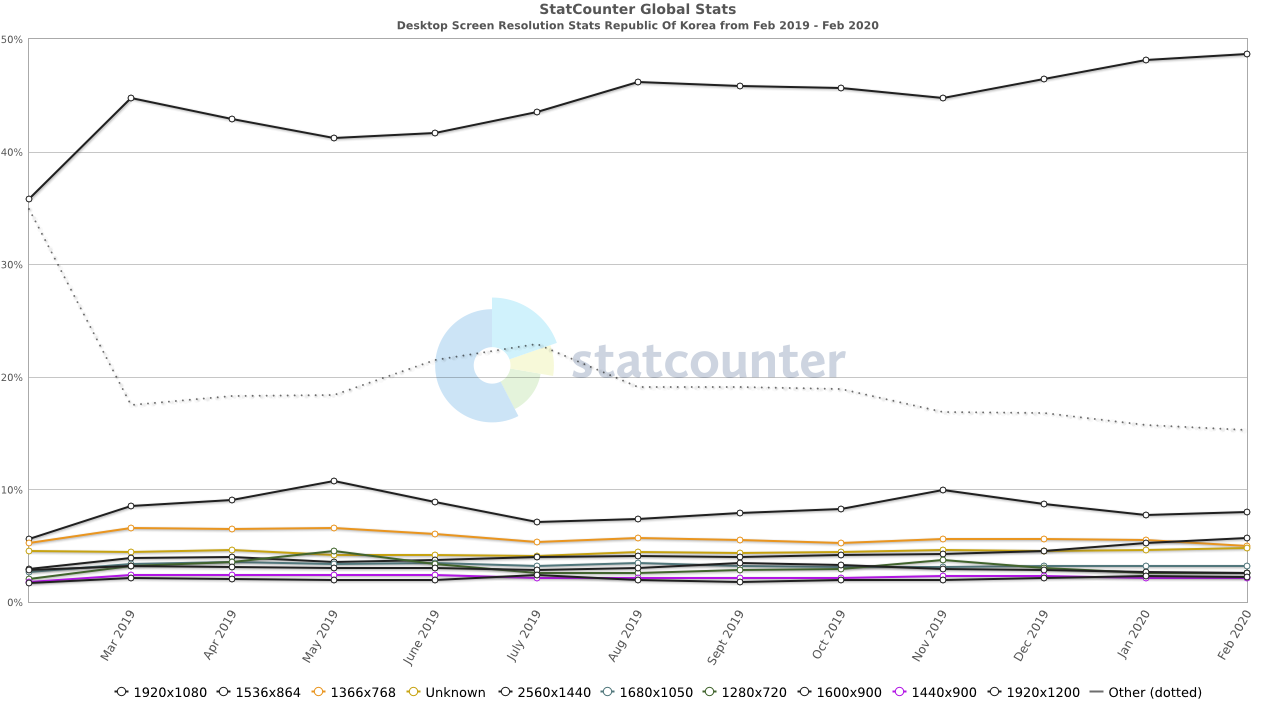 StatCounter Global Stats
Desktop Screen Resolution Stats Republic Of Korea from Feb 2019 - Feb 2020
50%
40%
30%
20%
10%
0%
statcounter
Mar 2019 Apr 2019 May 2019 June 2019 July 2019 Aug 2019 Sept 2019 Oct 2019 Nov 2019 Dec 2019 Jan 2020 Feb 2020
1920x1080 1536x864 1366x768 Unknown 2560x1440 1680x1050 1280x720 1600x900 1440x900 1920x1200 Other (dotted)